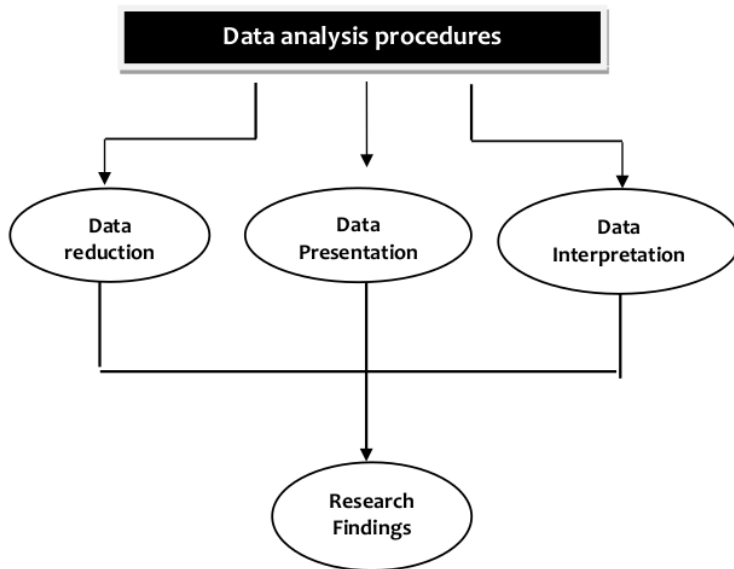 Data analysis procedures
Data
reduction
Data
Presentation
Data
Interpretation
Research
Findings